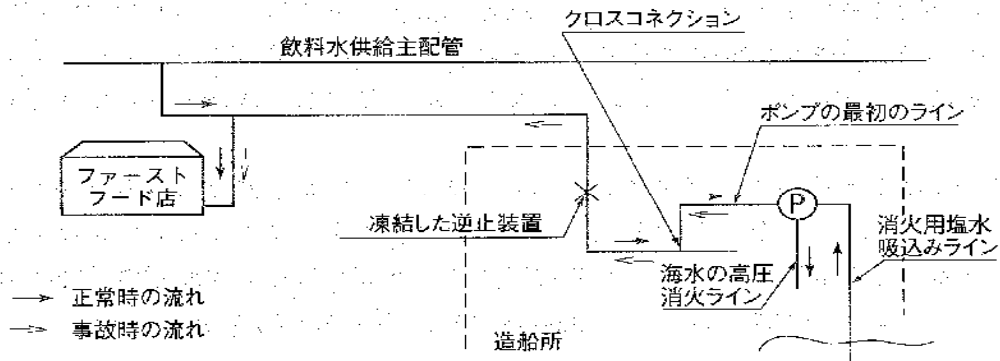 クロスコネクション
飲料水供給主配管
ポンプの最初のライン
ファースト
フード店
P
凍結した逆止装置
消火用塩水
吸込みライン
海水の高圧
消火ライン
正常時の流れ
事故時の流れ
造船所